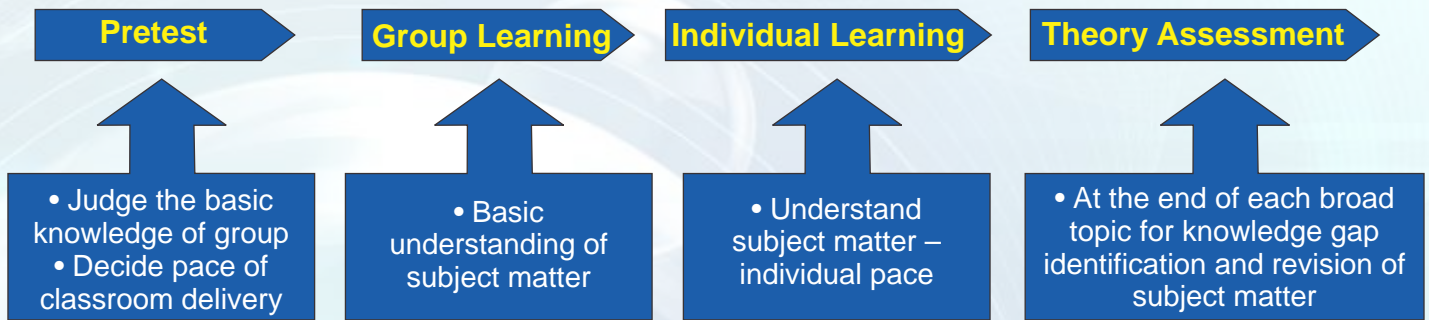 Pretest
Group Learning
Individual Learning
Theory Assessment
• Judge the basic
knowledge of group
• Decide pace of
classroom delivery
• Basic
understanding of
subject matter
• Understand
subject matter –
individual pace
• At the end of each broad
topic for knowledge gap
identification and revision of
subject matter